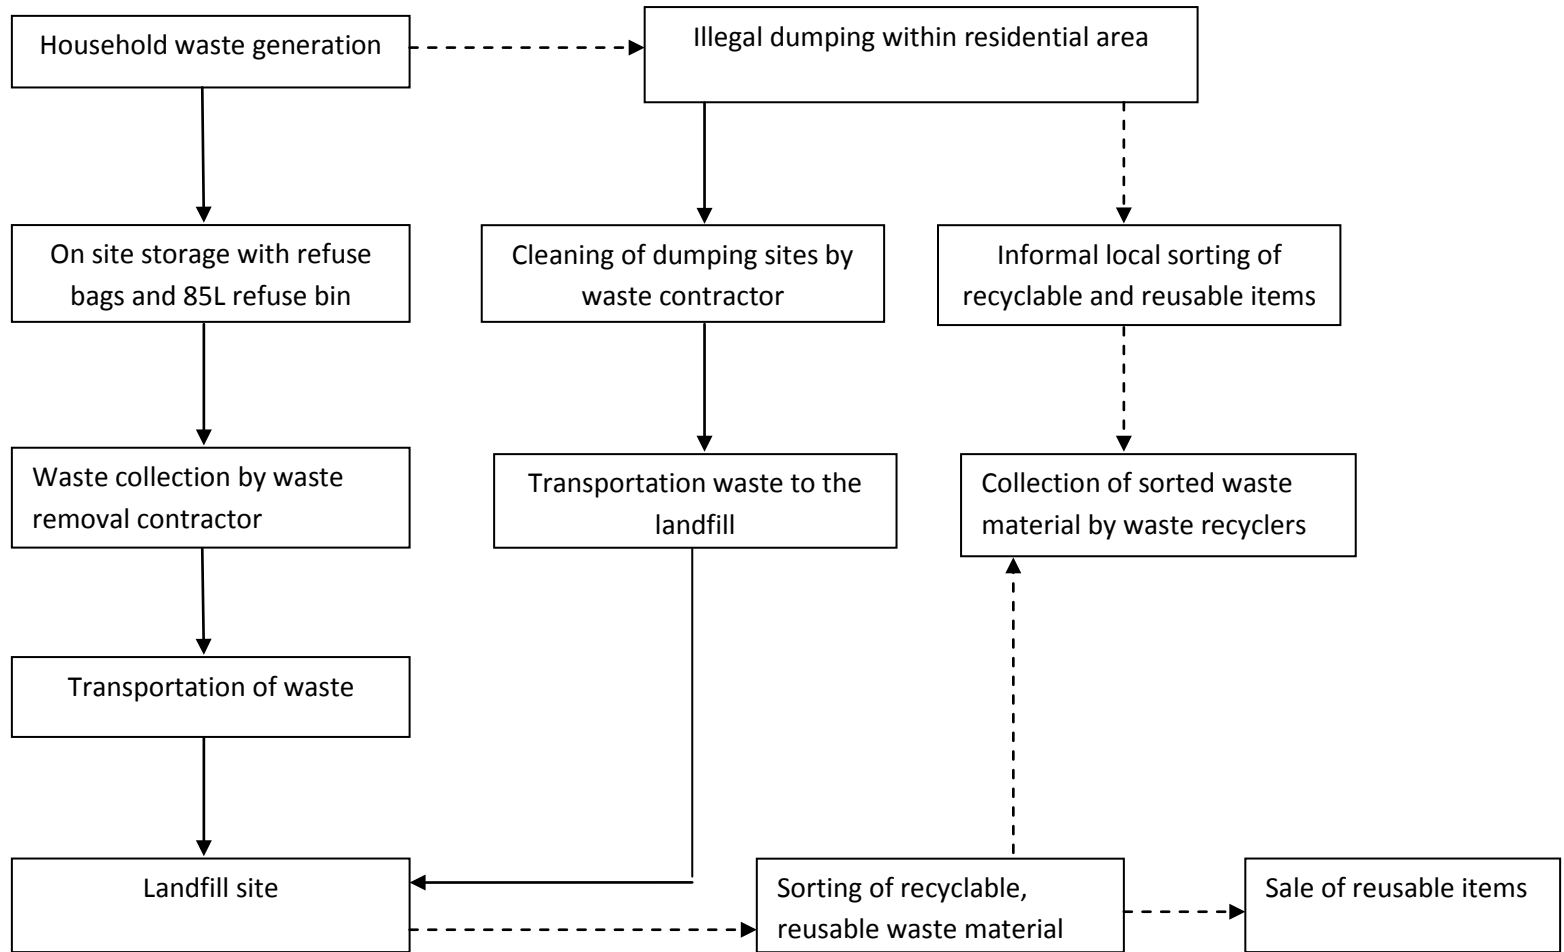 Household waste generation
Illegal dumping within residential area
On site storage with refuse
bags and 85L refuse bin
Cleaning of dumping sites by
waste contractor
Informal local sorting of
recyclable and reusable items
Waste collection by waste
removal contractor
Transportation waste to the
landfill
Collection of sorted waste
material by waste recyclers
Transportation of waste
Landfill site
Sorting of recyclable,
reusable waste material
Sale of reusable items